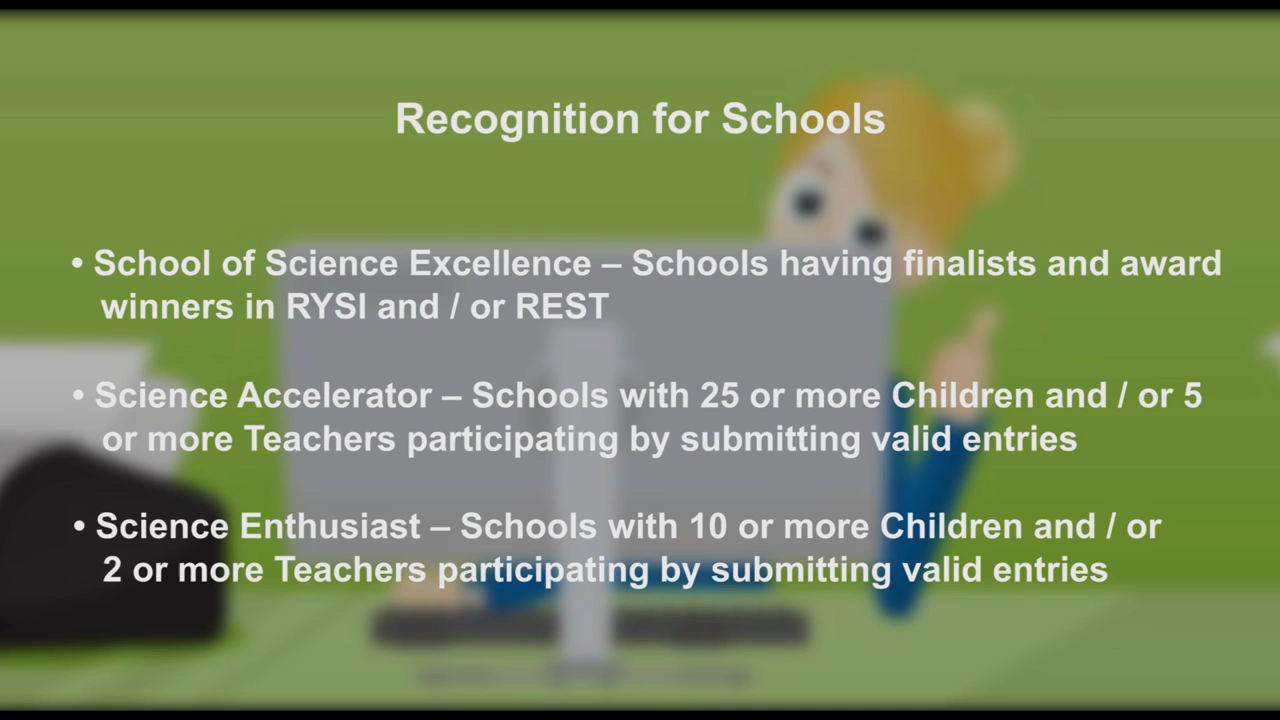 Recognition for Schools
• School of Science Excellence – Schools having finalists and award
winners in RYSI and / or REST
• Science Accelerator – Schools with 25 or more Children and / or 5
or more Teachers participating by submitting valid entries
• Science Enthusiast – Schools with 10 or more Children and / or
2 or more Teachers participating by submitting valid entries